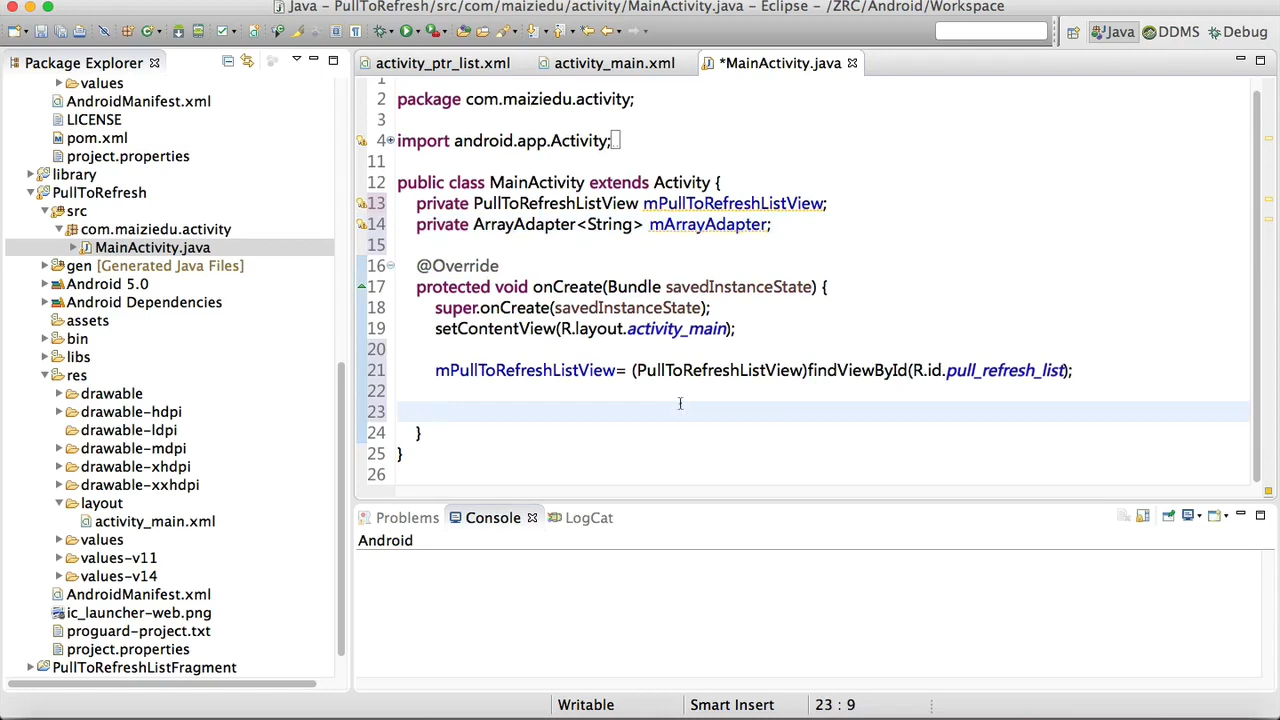 Java – PullToRefresh/src/com/maiziedu/activity/MainActivity.java – Eclipse – /ZRC/Android/Workspace
Java DDMS Debug
Package Explorer
values
AndroidManifest.xml
LICENSE
pom.xml
project.properties
library
PullToRefresh
src
com.maiziedu.activity
MainActivity.java
gen [Generated Java Files]
Android 5.0
Android Dependencies
assets
bin
libs
res
drawable
drawable-hdpi
drawable-ldpi
drawable-mdpi
drawable-xhdpi
drawable-xxhdpi
layout
activity_main.xml
values
values-v11
values-v14
AndroidManifest.xml
ic_launcher-web.png
proguard-project.txt
project.properties
PullToRefreshListFragment
activity_ptr_list.xml activity_main.xml *MainActivity.java
1
2 package com.maiziedu.activity;
3
4 import android.app.Activity;
11
12 public class MainActivity extends Activity {
13 private PullToRefreshListView mPullToRefreshListView;
14 private ArrayAdapter<String> mArrayAdapter;
15
16 @Override
17 protected void onCreate(Bundle savedInstanceState) {
18 super.onCreate(savedInstanceState);
19 setContentView(R.layout.activity_main);
20
21 mPullToRefreshListView= (PullToRefreshListView)findViewById(R.id.pull_refresh_list);
22
23
24 }
25 }
26
Problems Console LogCat
Android
Writable Smart Insert 23 : 9